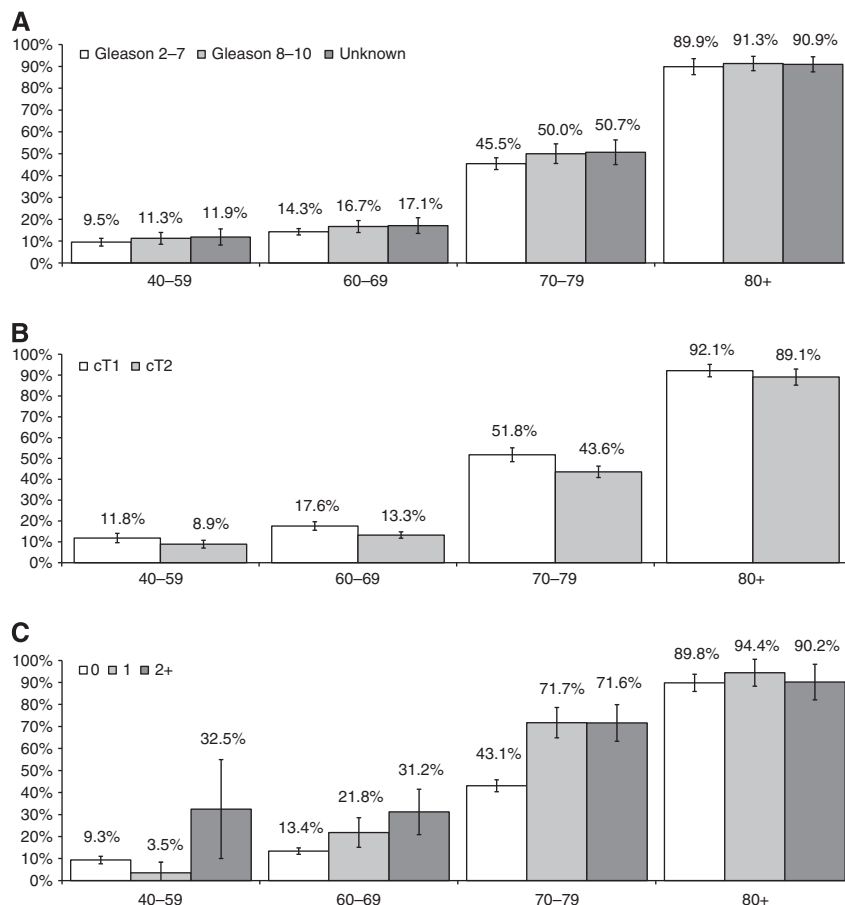 A
100%
90%
80%
70%
60%
50%
40%
30%
20%
10%
0%
Gleason 2–7 Gleason 8–10 Unknown
9.5% 11.3% 11.9%
14.3% 16.7% 17.1%
45.5% 50.0% 50.7%
89.9% 91.3% 90.9%
40–59 60–69 70–79 80+
B
100%
90%
80%
70%
60%
50%
40%
30%
20%
10%
0%
cT1 cT2
11.8% 8.9%
17.6% 13.3%
51.8% 43.6%
92.1% 89.1%
40–59 60–69 70–79 80+
C
100%
90%
80%
70%
60%
50%
40%
30%
20%
10%
0%
0 1 2+
9.3% 3.5% 32.5%
13.4% 21.8% 31.2%
43.1% 71.7% 71.6%
89.8% 94.4% 90.2%
40–59 60–69 70–79 80+